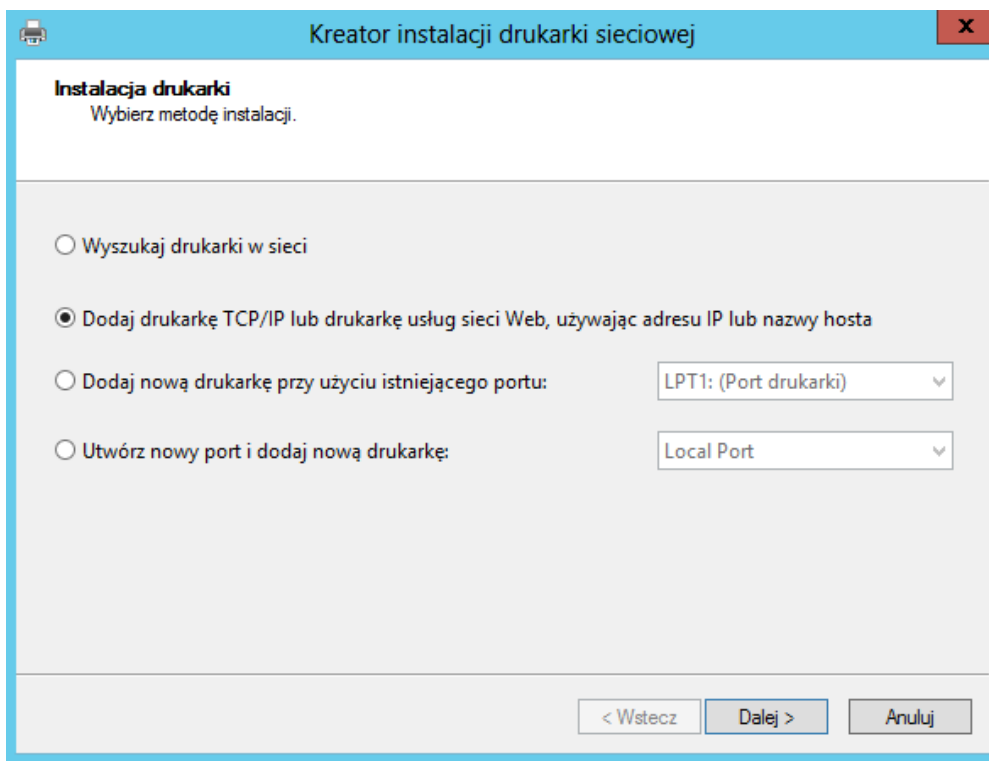 Kreator instalacji drukarki sieciowej
x
Instalacja drukarki
Wybierz metodę instalacji.
Wyszukaj drukarki w sieci
Dodaj drukarkę TCP/IP lub drukarkę usług sieci Web, używając adresu IP lub nazwy hosta
Dodaj nową drukarkę przy użyciu istniejącego portu: LPT1: (Port drukarki)
Utwórz nowy port i dodaj nową drukarkę: Local Port
< Wstecz Dalej > Anuluj